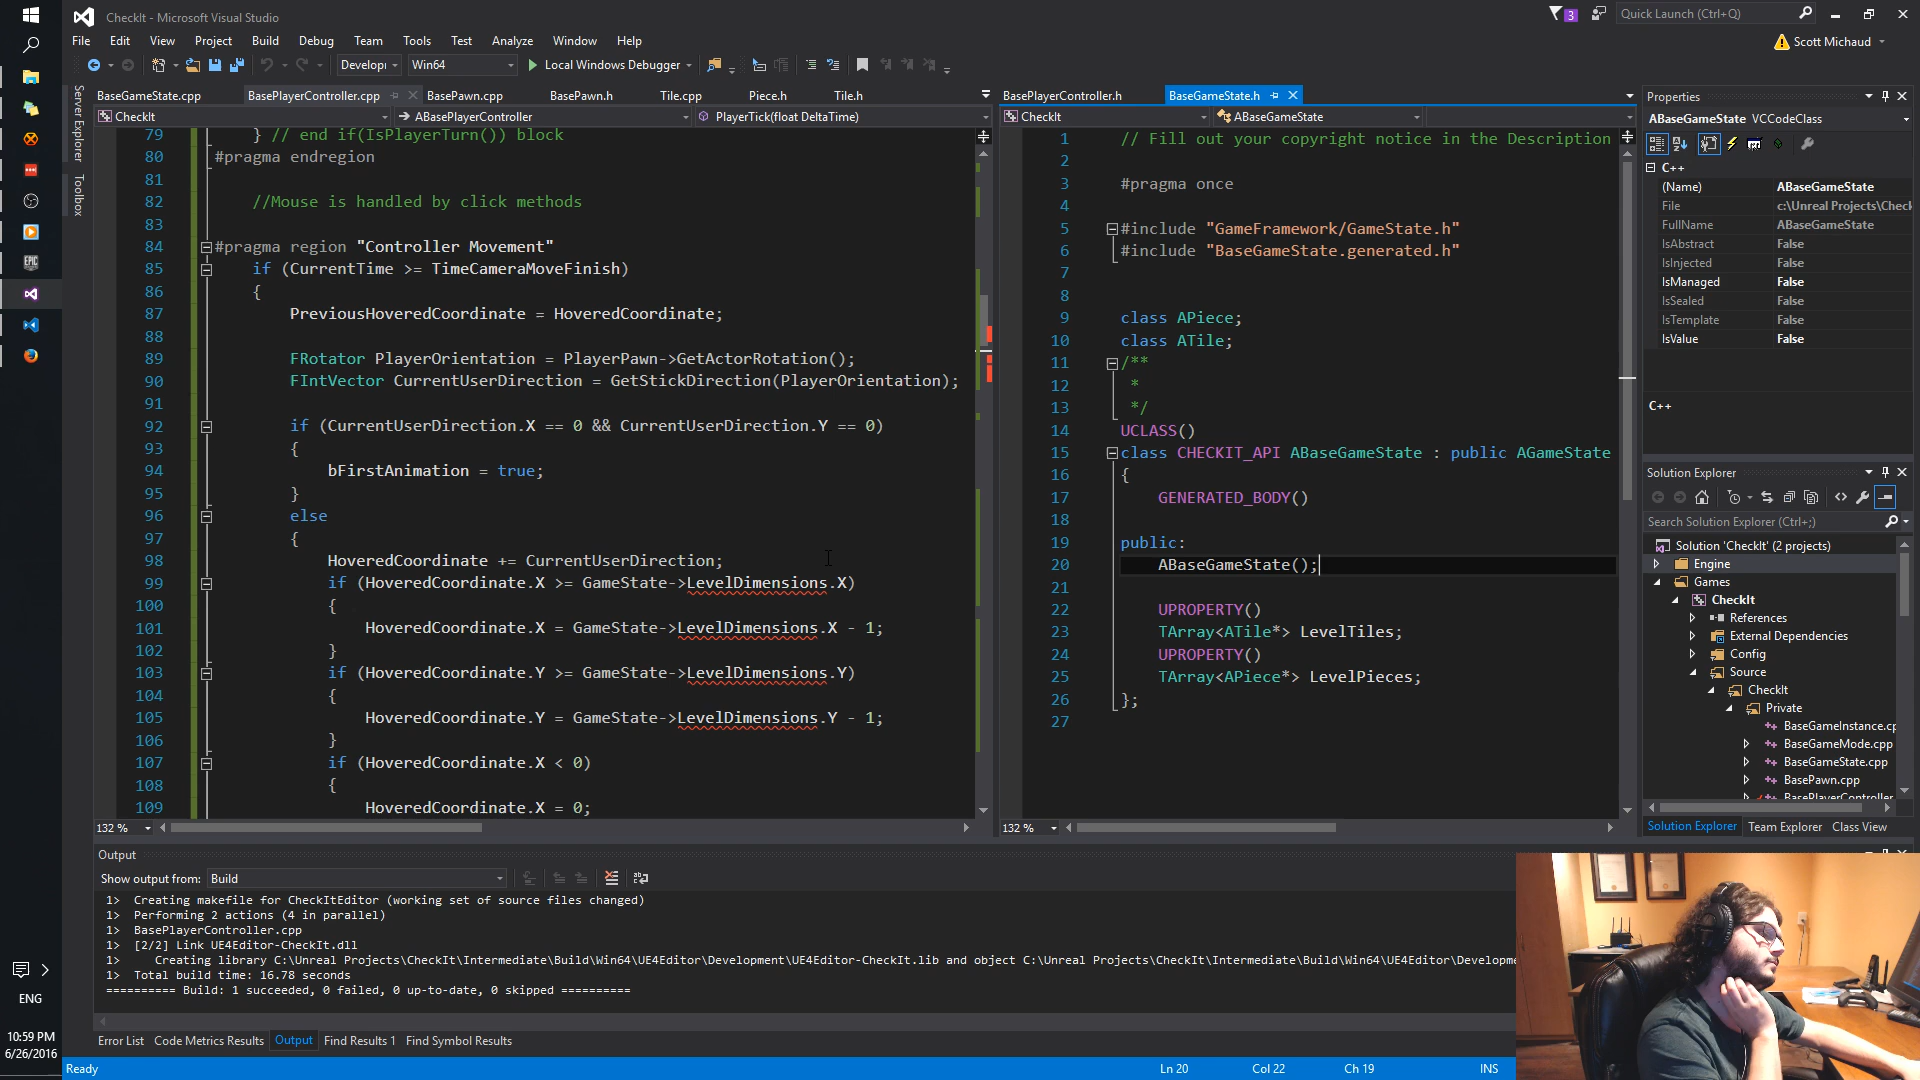 CheckIt - Microsoft Visual Studio
3
Quick Launch (Ctrl+Q)
File Edit View Project Build Debug Team Tools Test Analyze Window Help
Scott Michaud
Developi Win64 Local Windows Debugger
Server Explorer
Toolbox
BaseGameState.cpp BasePlayerController.cpp BasePawn.cpp BasePawn.h Tile.cpp Piece.h Tile.h
CheckIt ABasePlayerController PlayerTick(float DeltaTime)
79 } // end if(IsPlayerTurn()) block
80 #pragma endregion
81
82 //Mouse is handled by click methods
83
84 #pragma region "Controller Movement"
85 if (CurrentTime >= TimeCameraMoveFinish)
86 {
87 PreviousHoveredCoordinate = HoveredCoordinate;
88
89 FRotator PlayerOrientation = PlayerPawn->GetActorRotation();
90 FIntVector CurrentUserDirection = GetStickDirection(PlayerOrientation);
91
92 if (CurrentUserDirection.X == 0 && CurrentUserDirection.Y == 0)
93 {
94 bFirstAnimation = true;
95 }
96 else
97 {
98 HoveredCoordinate += CurrentUserDirection;
99 if (HoveredCoordinate.X >= GameState->LevelDimensions.X)
100 {
101 HoveredCoordinate.X = GameState->LevelDimensions.X - 1;
102 }
103 if (HoveredCoordinate.Y >= GameState->LevelDimensions.Y)
104 {
105 HoveredCoordinate.Y = GameState->LevelDimensions.Y - 1;
106 }
107 if (HoveredCoordinate.X < 0)
108 {
109 HoveredCoordinate.X = 0;
132 %
BasePlayerController.h BaseGameState.h
CheckIt ABaseGameState
1 // Fill out your copyright notice in the Description
2
3 #pragma once
4
5 #include "GameFramework/GameState.h"
6 #include "BaseGameState.generated.h"
7
8
9 class APiece;
10 class ATile;
11 /**
12 *
13 */
14 UCLASS()
15 class CHECKIT_API ABaseGameState : public AGameState
16 {
17 GENERATED_BODY()
18
19 public:
20 ABaseGameState();
21
22 UPROPERTY()
23 TArray<ATile*> LevelTiles;
24 UPROPERTY()
25 TArray<APiece*> LevelPieces;
26 };
27
132 %
Properties
ABaseGameState VCCodeClass
C++
(Name) ABaseGameState
File c:\Unreal Projects\Check
FullName ABaseGameState
IsAbstract False
IsInjected False
IsManaged False
IsSealed False
IsTemplate False
IsValue False
C++
Solution Explorer
Search Solution Explorer (Ctrl+;)
Solution 'CheckIt' (2 projects)
Engine
Games
CheckIt
References
External Dependencies
Config
Source
CheckIt
Private
BaseGameInstance.cp
BaseGameMode.cpp
BaseGameState.cpp
BasePawn.cpp
BasePlayerController
Solution Explorer Team Explorer Class View
Output
Show output from: Build
1> Creating makefile for CheckItEditor (working set of source files changed)
1> Performing 2 actions (4 in parallel)
1> BasePlayerController.cpp
1> [2/2] Link UE4Editor-CheckIt.dll
1> Creating library C:\Unreal Projects\CheckIt\Intermediate\Build\Win64\UE4Editor\Development\UE4Editor-CheckIt.lib and object C:\Unreal Projects\CheckIt\Intermediate\Build\Win64\UE4Editor\Developme
1> Total build time: 16.78 seconds
========== Build: 1 succeeded, 0 failed, 0 up-to-date, 0 skipped ==========
Error List Code Metrics Results Output Find Results 1 Find Symbol Results
Ready Ln 20 Col 22 Ch 19 INS
EPIC
ENG
10:59 PM
6/26/2016